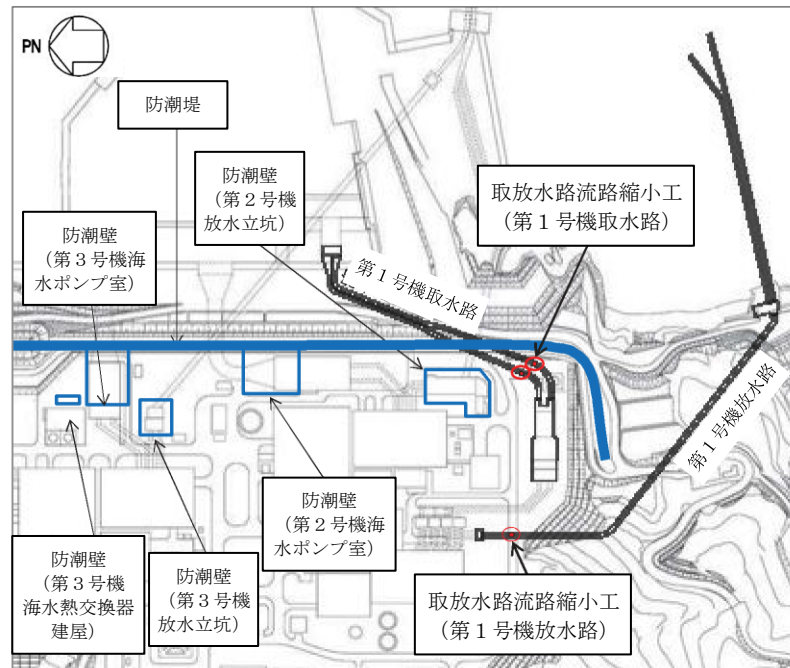 PN
防潮堤
防潮壁
（第２号機
放水立坑）
取放水路流路縮小工
（第１号機取水路）
防潮壁
（第３号機海
水ポンプ室）
第１号機取水路
第１号機放水路
防潮壁
（第２号機海
水ポンプ室）
防潮壁
（第３号機
海水熱交換器
建屋）
防潮壁
（第３号機
放水立坑）
取放水路流路縮小工
（第１号機放水路）